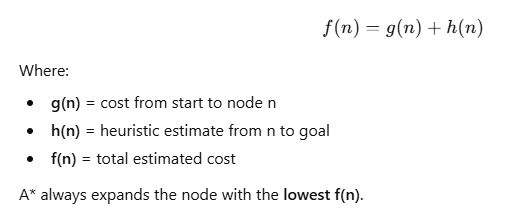 f(n) = g(n) + h(n)
Where:
• g(n) = cost from start to node n
• h(n) = heuristic estimate from n to goal
• f(n) = total estimated cost
A* always expands the node with the lowest f(n).